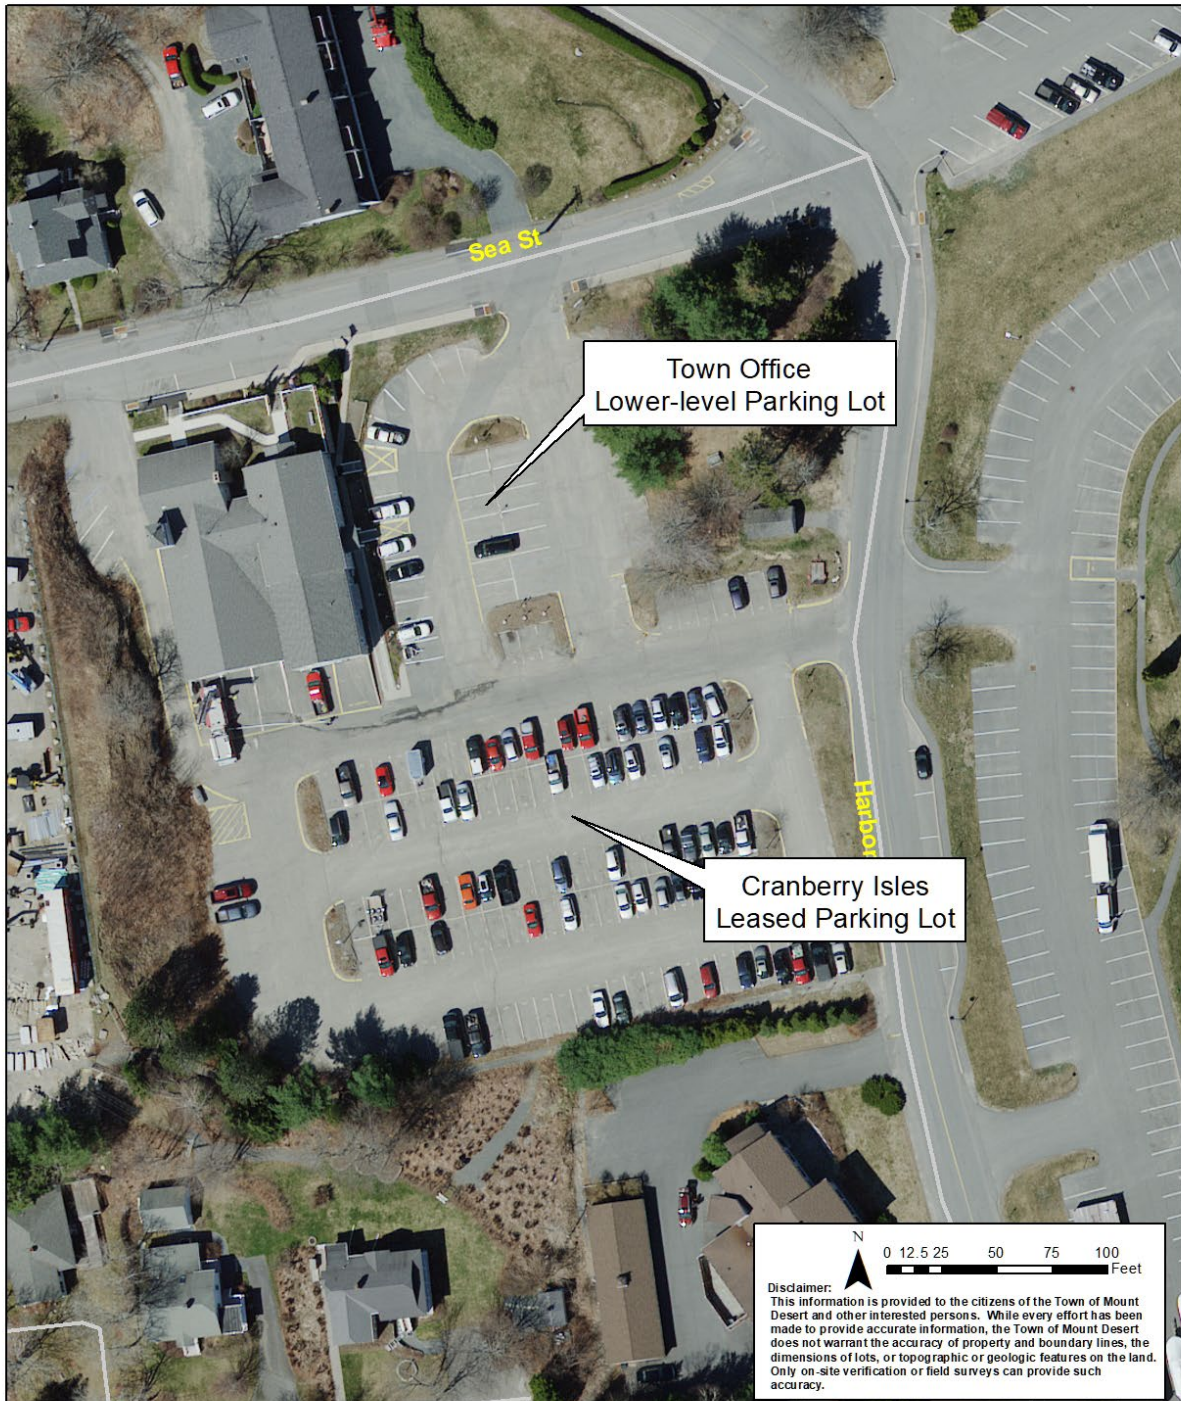 Sea St
Town Office
Lower-level Parking Lot
Harbor
Cranberry Isles
Leased Parking Lot
N
0 12.5 25 50 75 100
Feet
Disclaimer:
This information is provided to the citizens of the Town of Mount
Desert and other interested persons. While every effort has been
made to provide accurate information, the Town of Mount Desert
does not warrant the accuracy of property and boundary lines, the
dimensions of lots, or topographic or geologic features on the land.
Only on-site verification or field surveys can provide such
accuracy.